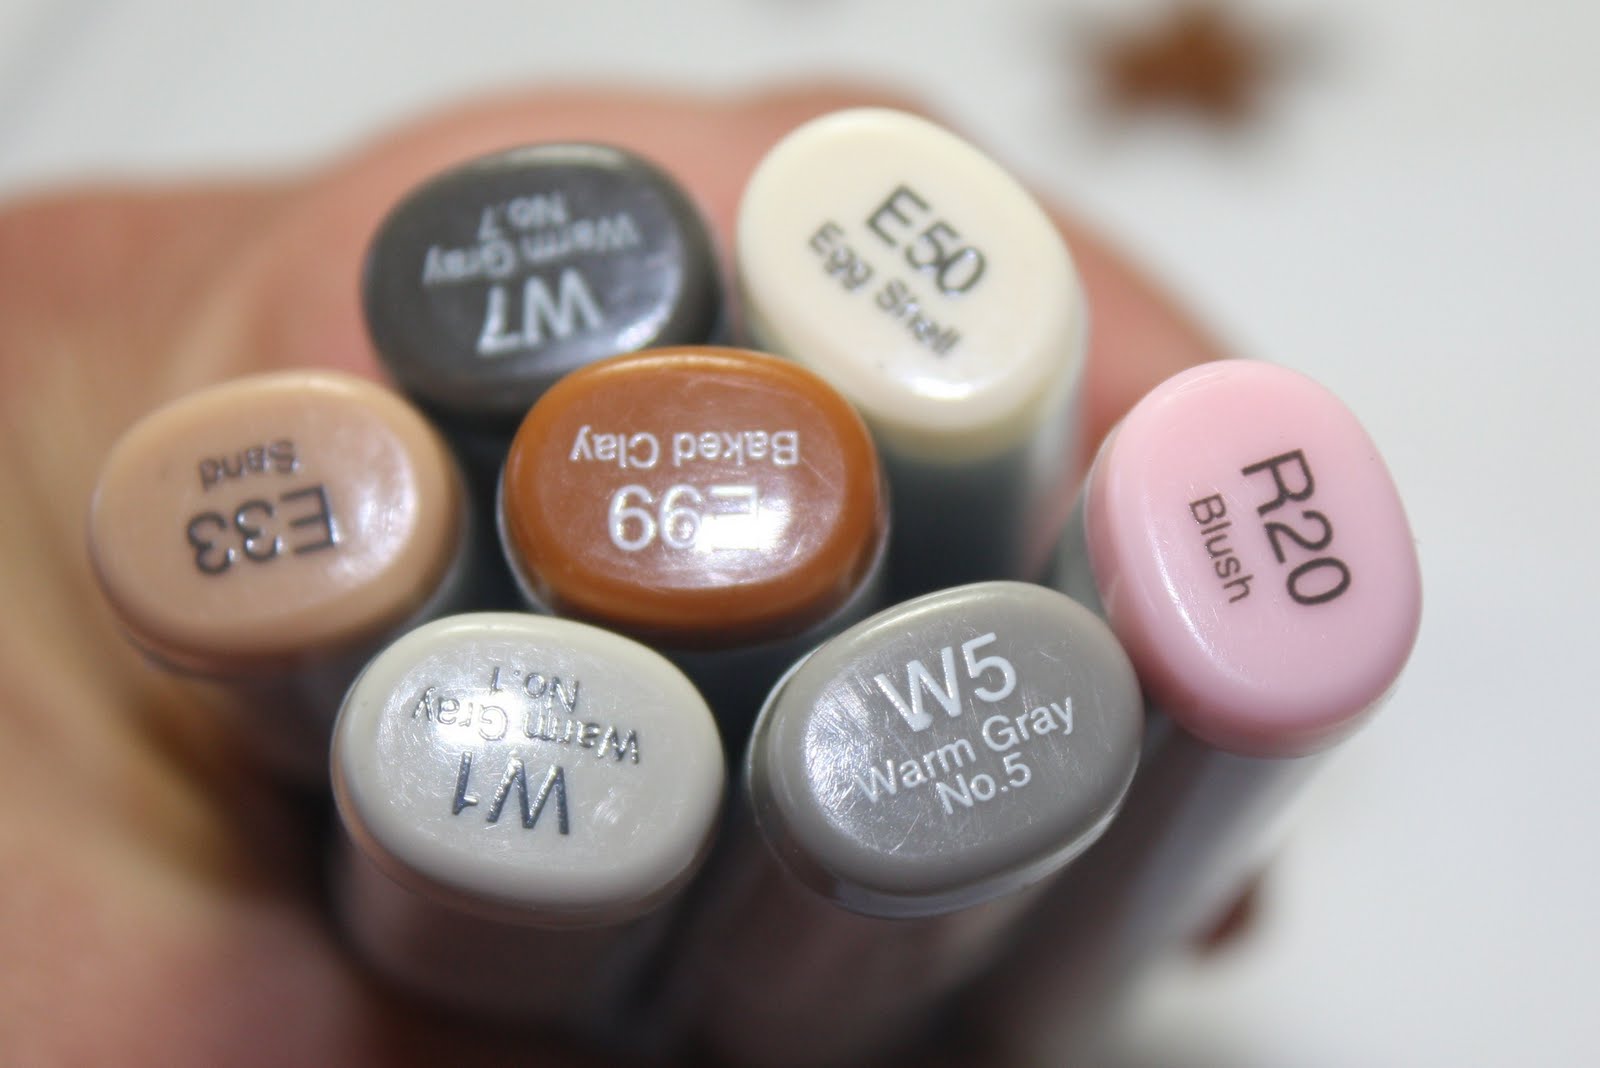 W7
Warm Gray
No.7
E50
Egg Shell
E33
Sand
E99
Baked Clay
R20
Blush
W1
Warm Gray
No.1
W5
Warm Gray
No.5